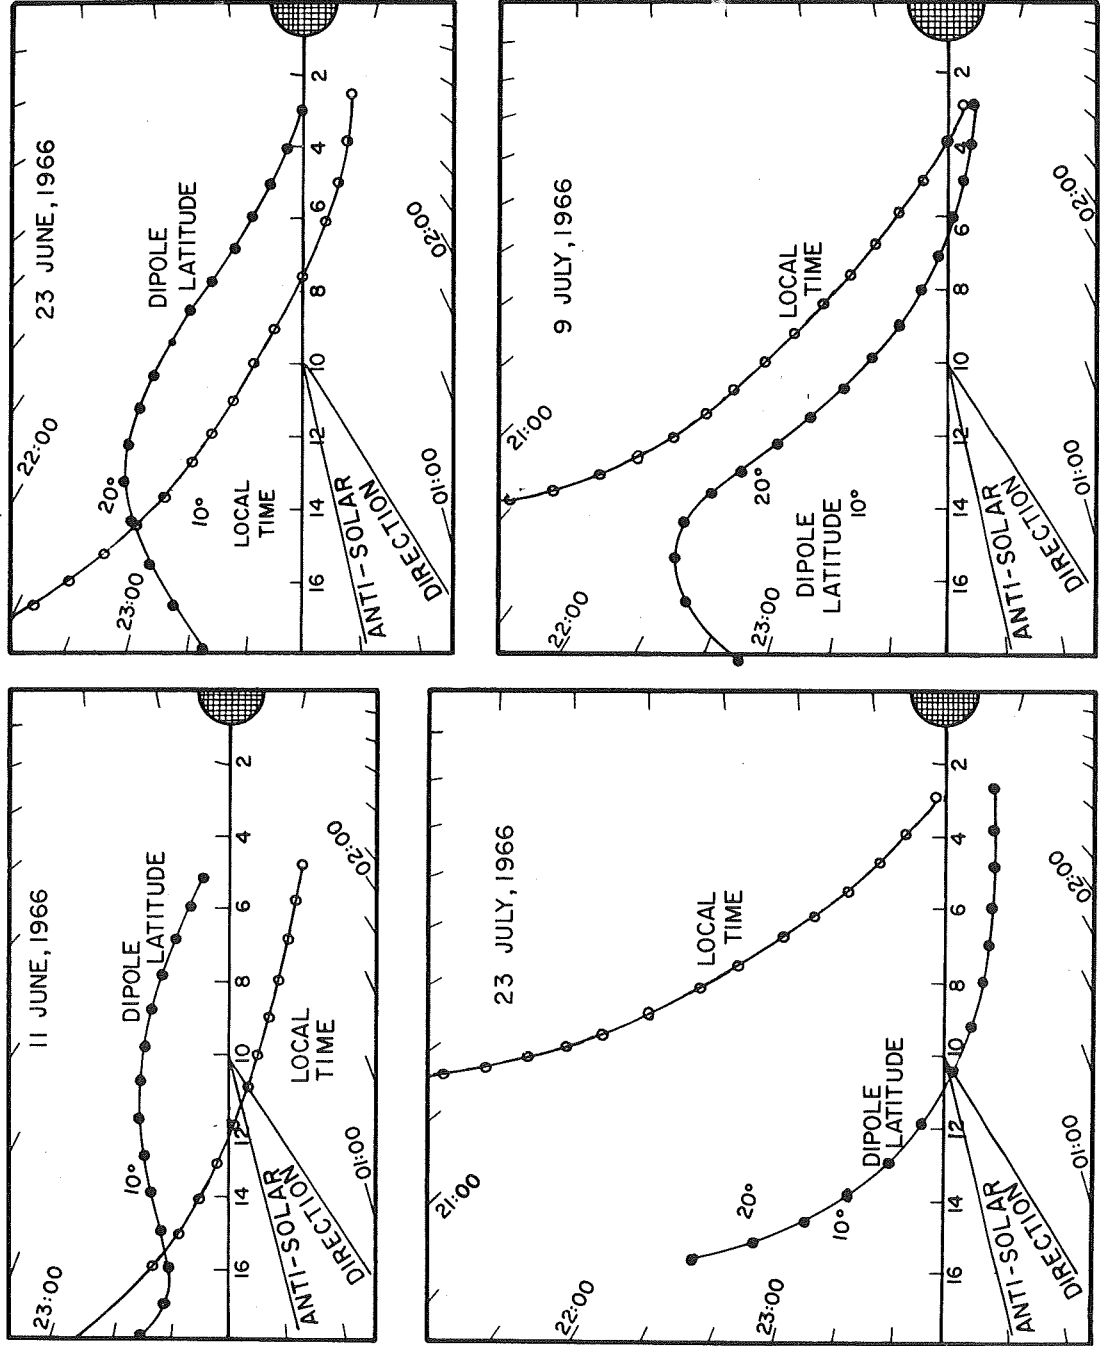 11 JUNE, 1966
23:00
10°
DIPOLE
LATITUDE
16
14
12
10
8
6
4
2
ANTI-SOLAR
DIRECTION
LOCAL
TIME
01:00
02:00
23 JUNE, 1966
22:00
23:00
20°
10°
DIPOLE
LATITUDE
LOCAL
TIME
16
14
12
10
8
6
4
2
ANTI-SOLAR
DIRECTION
01:00
02:00
23 JULY, 1966
21:00
22:00
23:00
LOCAL
TIME
20°
10°
DIPOLE
LATITUDE
16
14
12
10
8
6
4
2
ANTI-SOLAR
DIRECTION
01:00
02:00
9 JULY, 1966
21:00
22:00
23:00
LOCAL
TIME
20°
DIPOLE
LATITUDE
10°
16
14
12
10
8
6
4
2
ANTI-SOLAR
DIRECTION
01:00
02:00